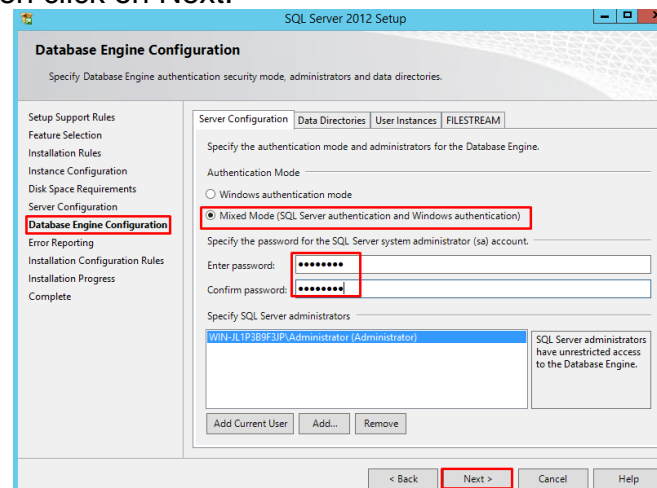 on click on Next.
SQL Server 2012 Setup
Database Engine Configuration
Specify Database Engine authentication security mode, administrators and data directories.
Setup Support Rules
Feature Selection
Installation Rules
Instance Configuration
Disk Space Requirements
Server Configuration
Database Engine Configuration
Error Reporting
Installation Configuration Rules
Installation Progress
Complete
Server Configuration Data Directories User Instances FILESTREAM
Specify the authentication mode and administrators for the Database Engine.
Authentication Mode
Windows authentication mode
Mixed Mode (SQL Server authentication and Windows authentication)
Specify the password for the SQL Server system administrator (sa) account.
Enter password: ●●●●●●●●
Confirm password: ●●●●●●●●
Specify SQL Server administrators
WIN-JL1P3B9F3JP\Administrator (Administrator)
SQL Server administrators
have unrestricted access
to the Database Engine.
Add Current User Add... Remove
< Back Next > Cancel Help